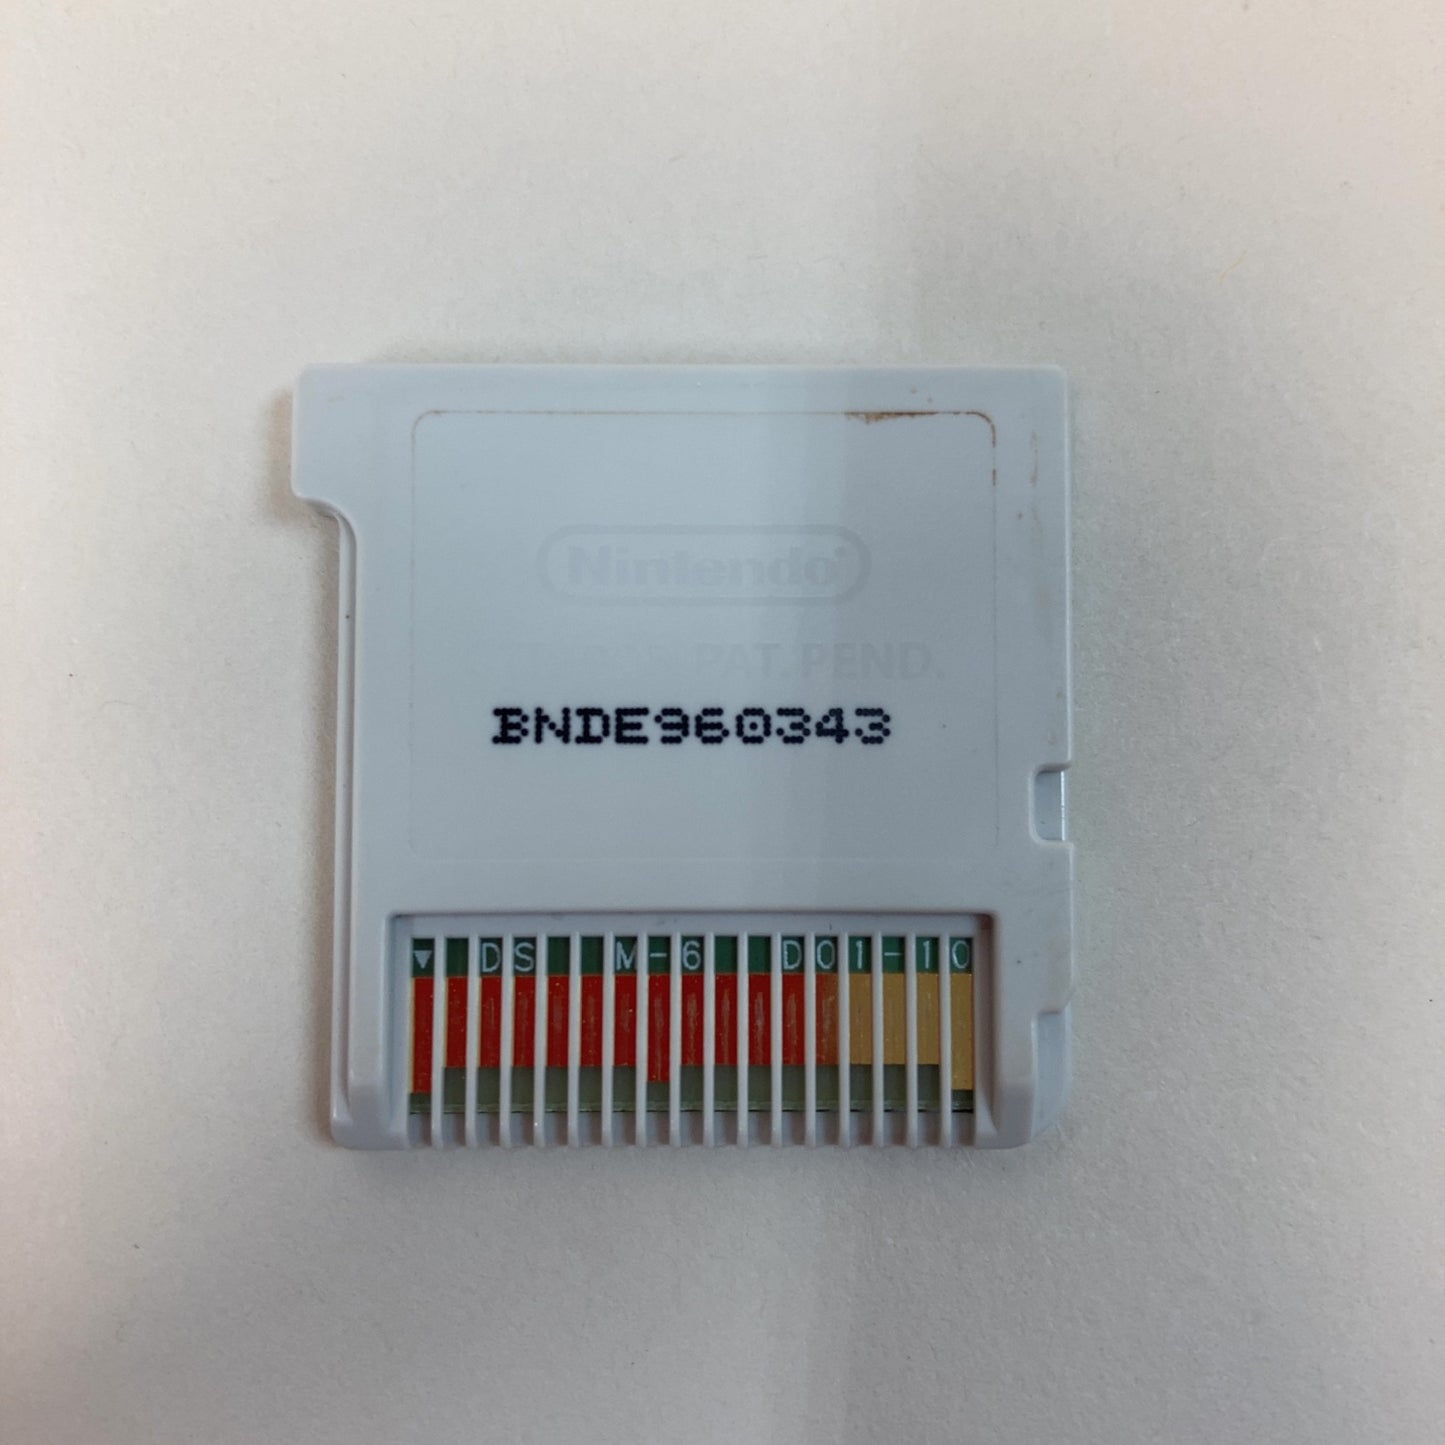 Nintendo®
PAT. PEND.
BNDE960343
▼ DS M-6 D01-10